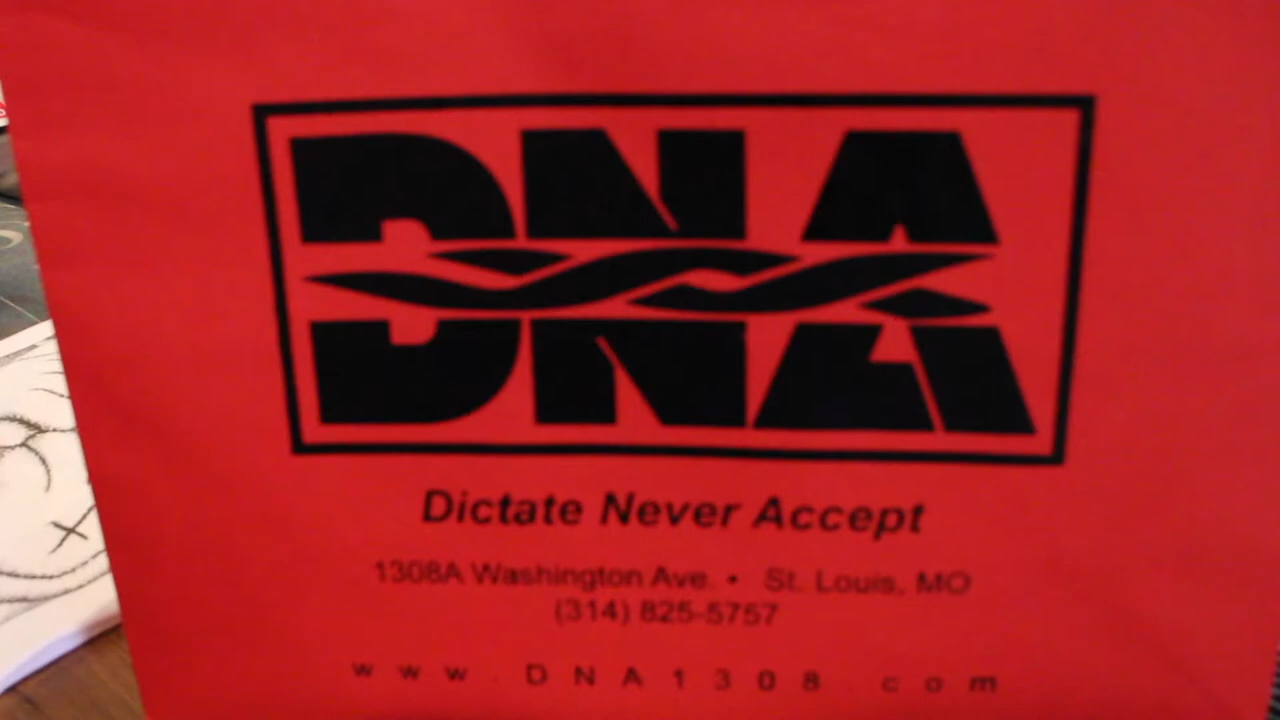 DNA
Dictate Never Accept
1308A Washington Ave. • St. Louis, MO
(314) 825-5757
www.DNA1308.com